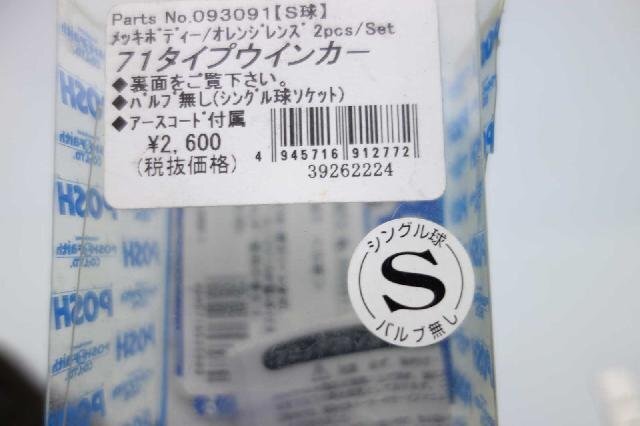 Parts No.093091【S球】
メッキボディー/オレンジレンズ 2pcs/Set
71タイプウインカー
◆裏面をご覧下さい。
◆バルブ無し(シングル球ソケット)
◆アースコード付属
¥2,600
(税抜価格)
4 945716 912772
39262224
シングル球
S
バルブ無し
POSH
POSH
POSH
POSH
POSH